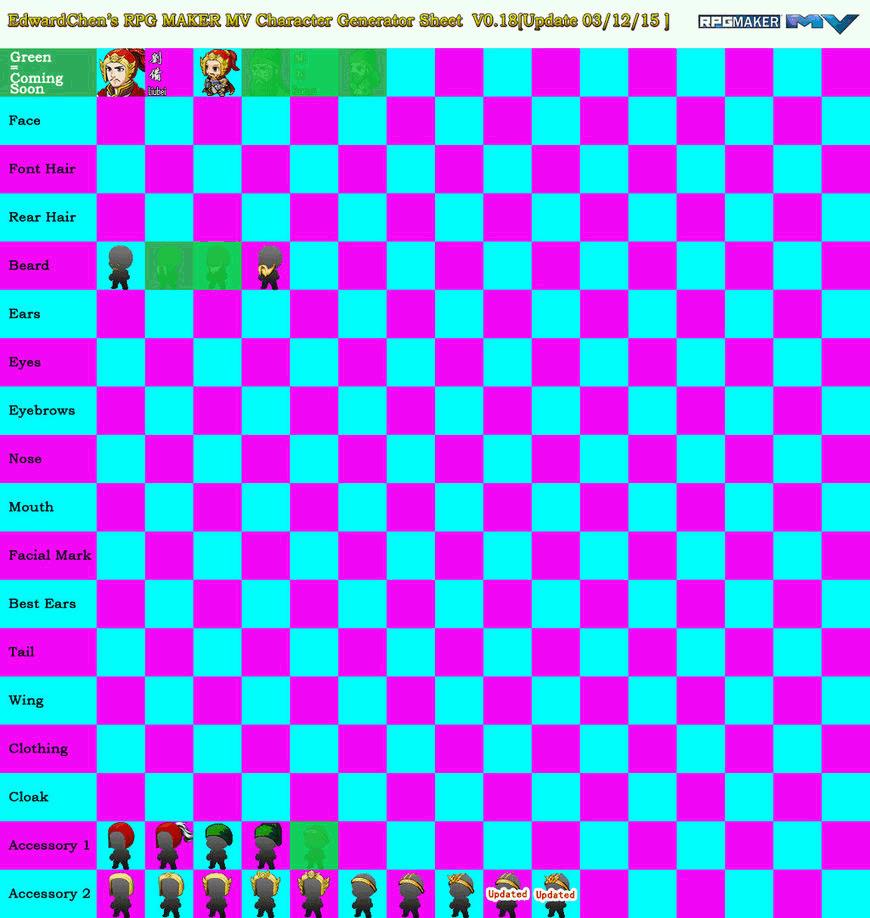 EdwardChen's RPG MAKER MV Character Generator Sheet V0.18[Update 03/12/15 ]
RPGMAKER MV
Green
=
Coming
Soon
劉
備
Liubei
Face
Font Hair
Rear Hair
Beard
Ears
Eyes
Eyebrows
Nose
Mouth
Facial Mark
Best Ears
Tail
Wing
Clothing
Cloak
Accessory 1
Accessory 2
Updated
Updated